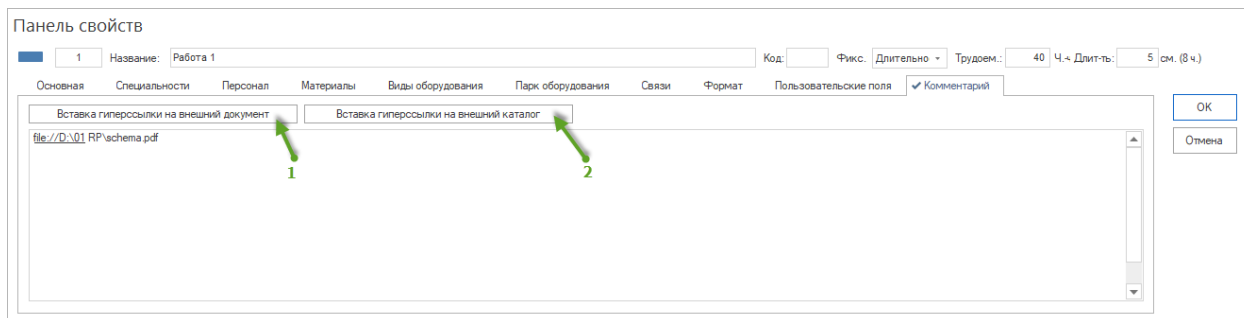 Панель свойств
1 Название: Работа 1 Код: Фикс. Длительно Трудоем.: 40 Ч.-ч Длит-ть: 5 см. (8 ч.)
Основная Специальности Персонал Материалы Виды оборудования Парк оборудования Связи Формат Пользовательские поля Комментарий
Вставка гиперссылки на внешний документ Вставка гиперссылки на внешний каталог ОК
file://D:\01 RP\schema.pdf Отмена
1 2